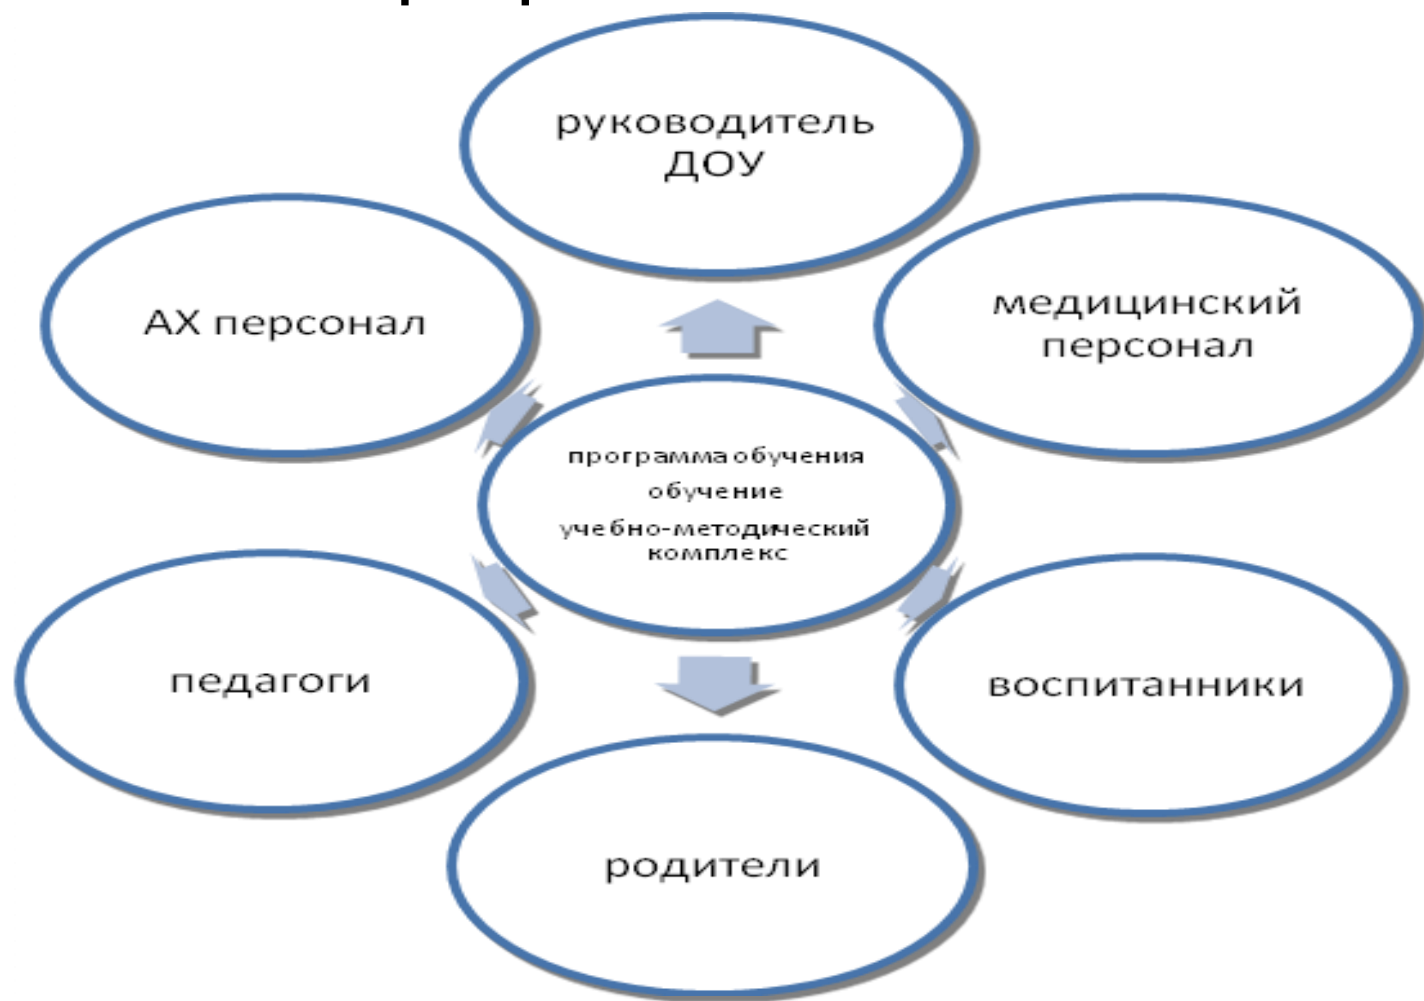 руководитель
ДОУ
АХ персонал
медицинский
персонал
программа обучения
обучение
учебно-методический
комплекс
педагоги
воспитанники
родители